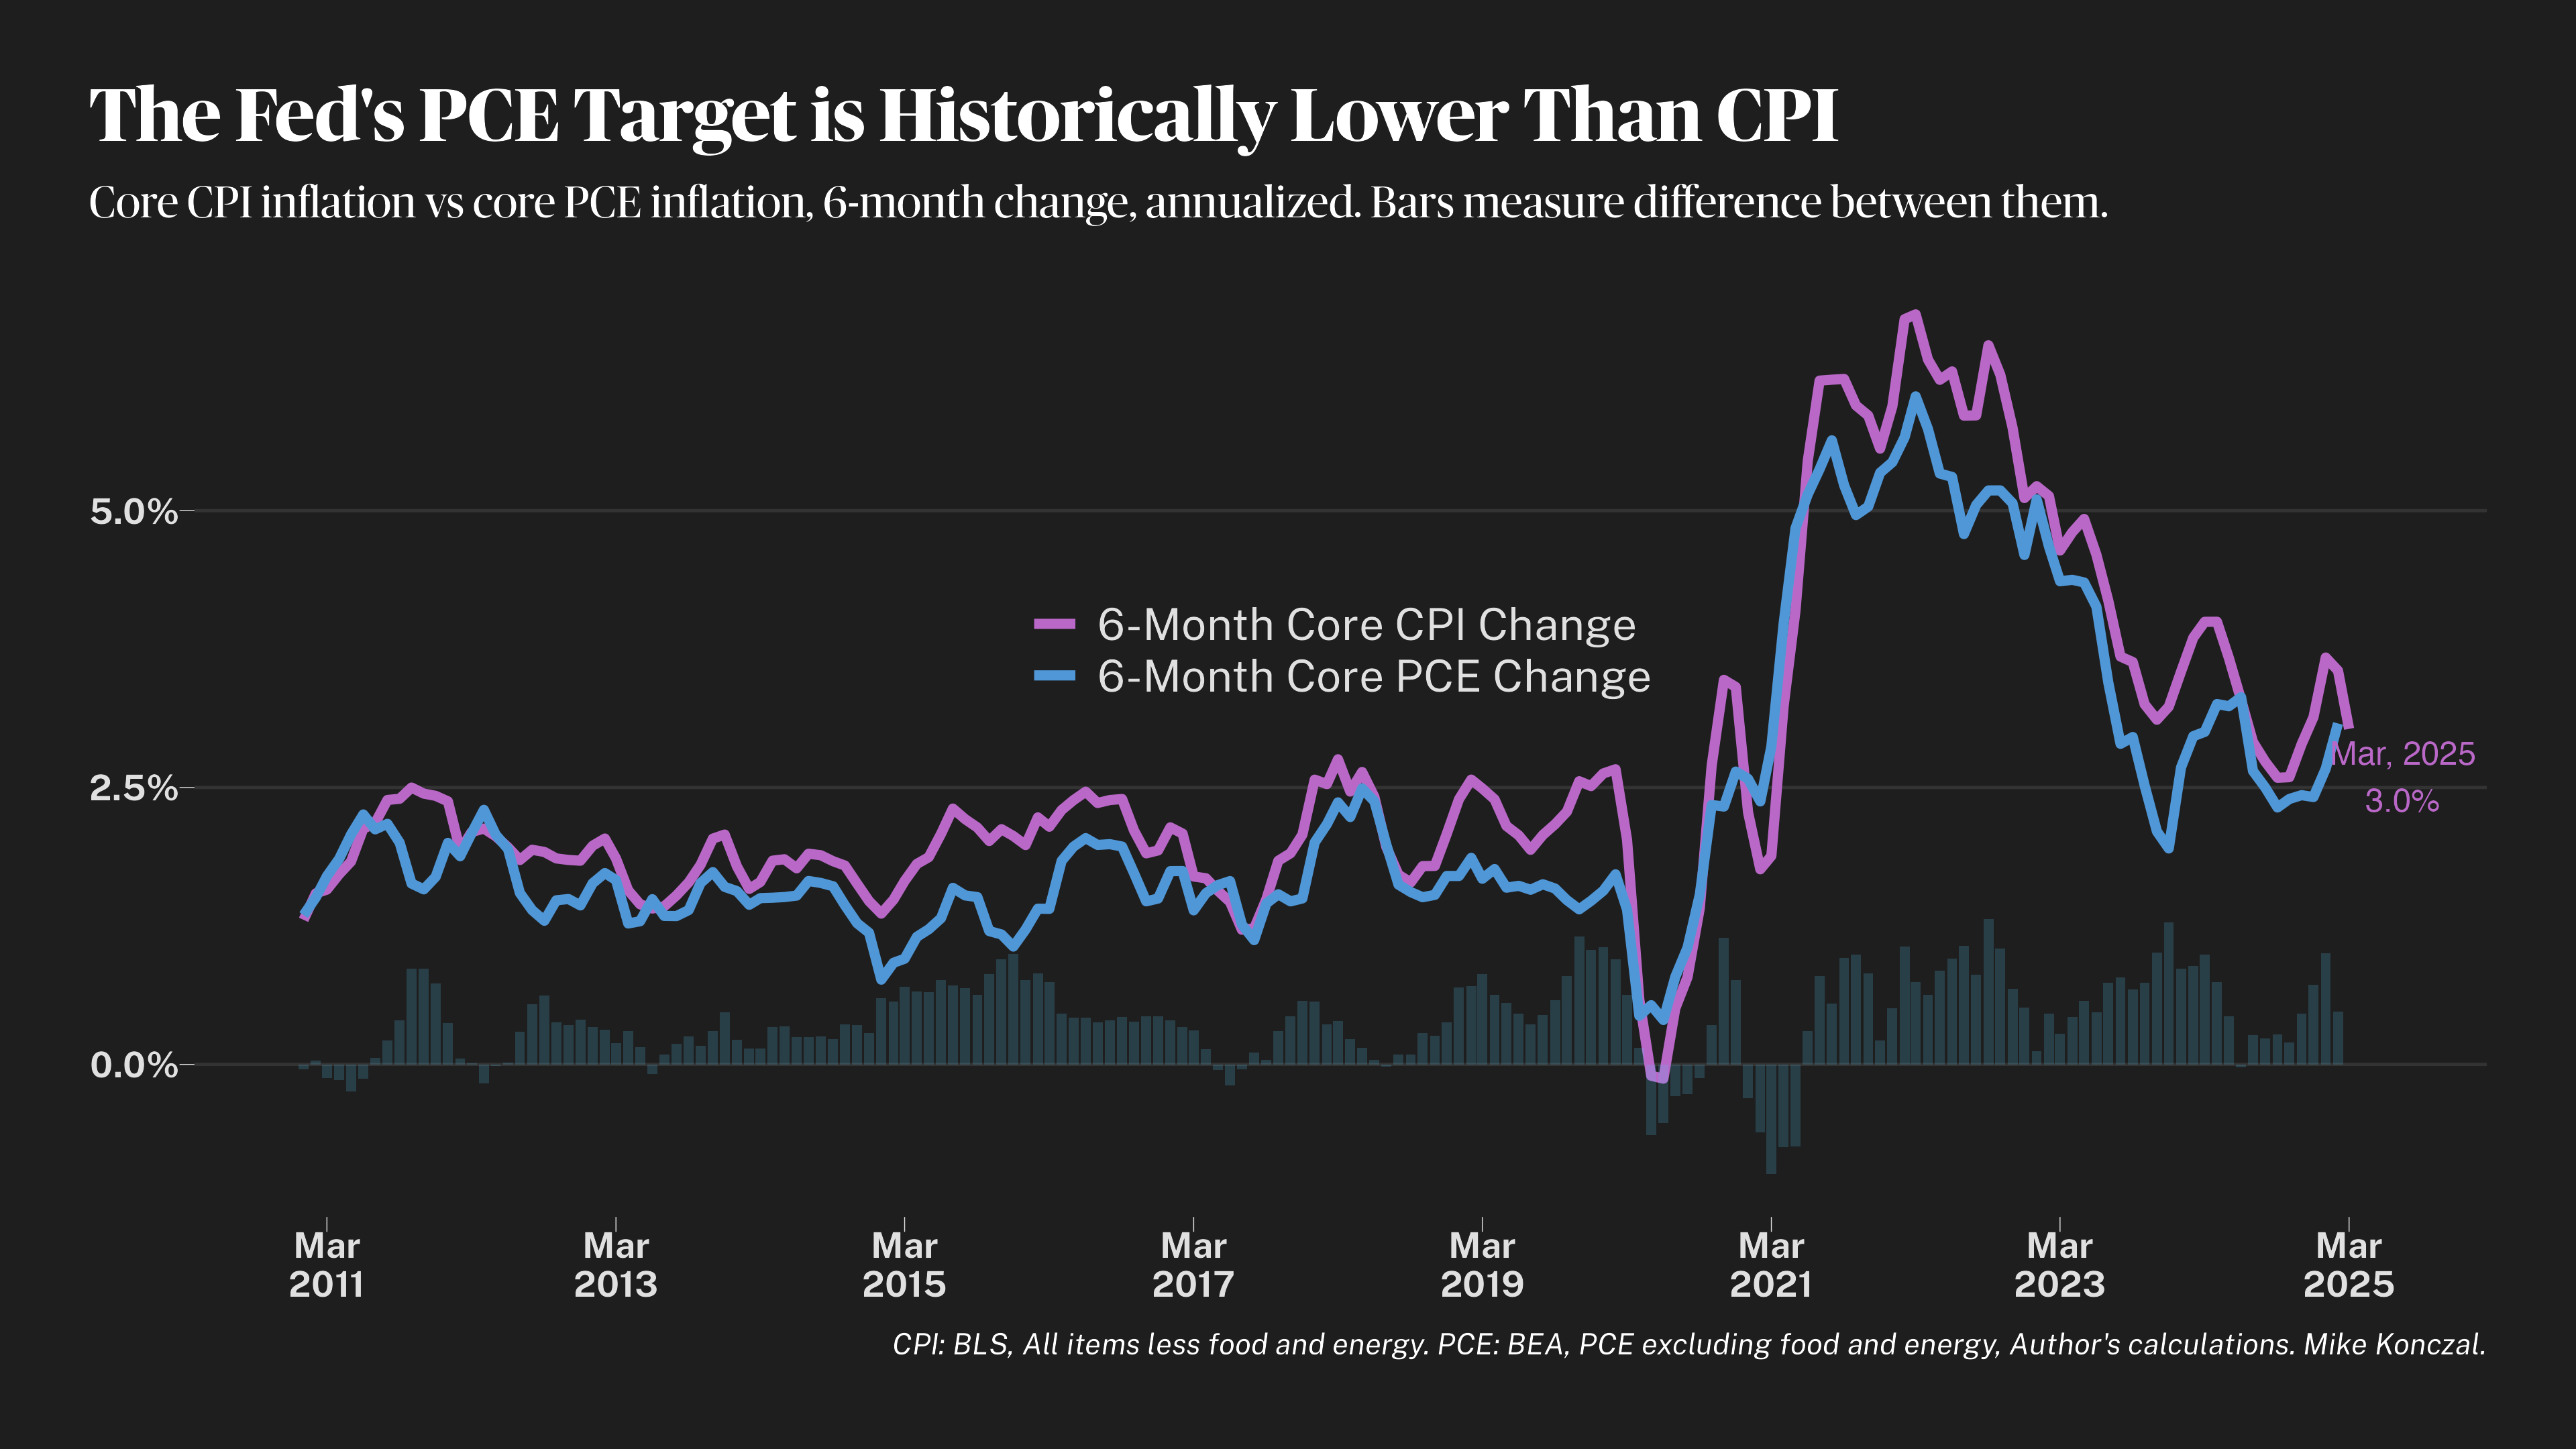 The Fed's PCE Target is Historically Lower Than CPI
Core CPI inflation vs core PCE inflation, 6-month change, annualized. Bars measure difference between them.
5.0%
6-Month Core CPI Change
6-Month Core PCE Change
2.5%
Mar, 2025
3.0%
0.0%
Mar 2011
Mar 2013
Mar 2015
Mar 2017
Mar 2019
Mar 2021
Mar 2023
Mar 2025
CPI: BLS, All items less food and energy. PCE: BEA, PCE excluding food and energy, Author's calculations. Mike Konczal.